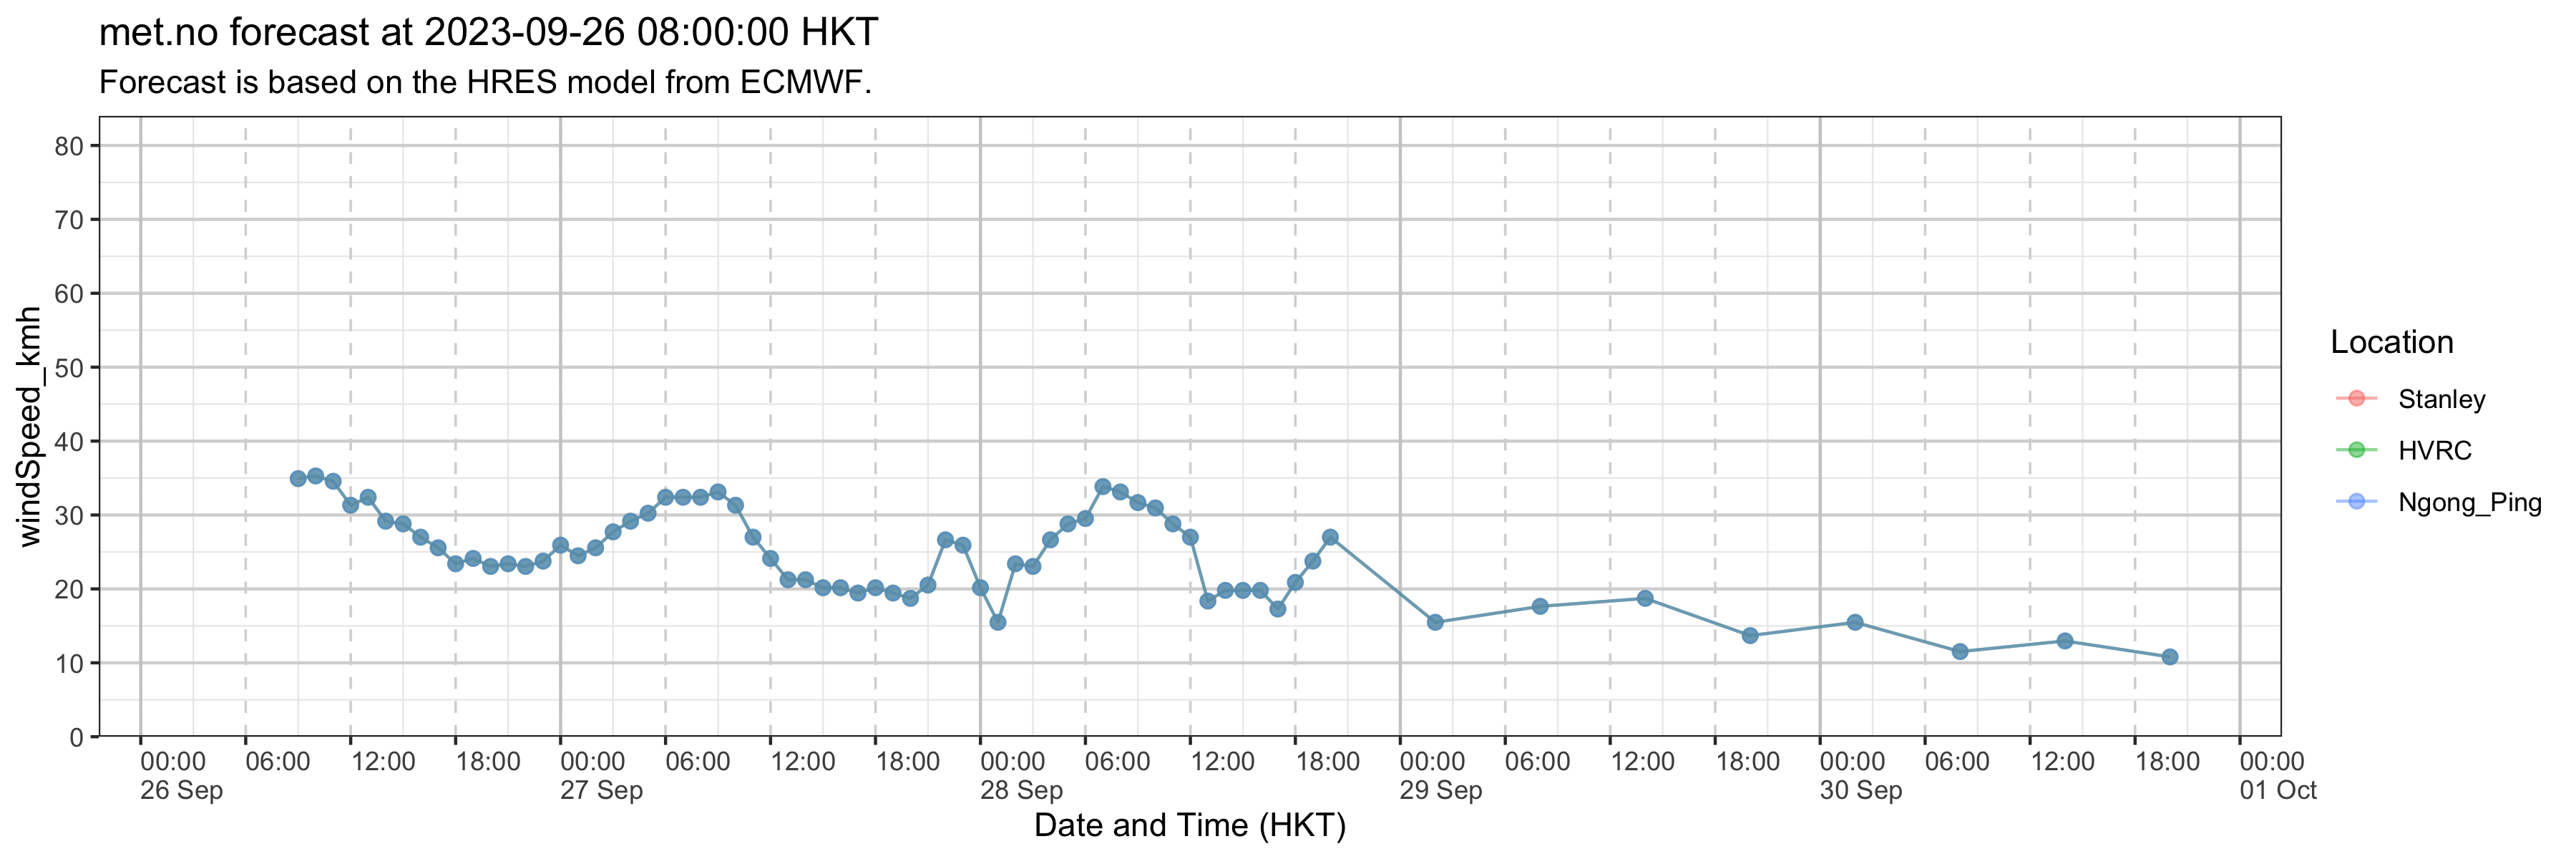 met.no forecast at 2023-09-26 08:00:00 HKT
Forecast is based on the HRES model from ECMWF.
windSpeed_kmh
80
70
60
50
40
30
20
10
0
00:00 06:00 12:00 18:00 00:00 06:00 12:00 18:00 00:00 06:00 12:00 18:00 00:00 06:00 12:00 18:00 00:00 06:00 12:00 18:00 00:00
26 Sep 27 Sep 28 Sep 29 Sep 30 Sep 01 Oct
Date and Time (HKT)
Location
Stanley
HVRC
Ngong_Ping